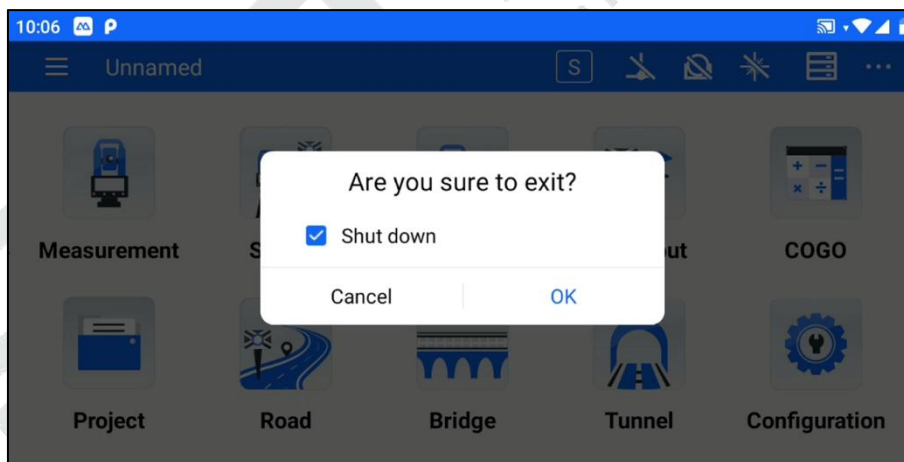 10:06
Unnamed
S
Are you sure to exit?
Shut down
Measurement
COGO
Cancel
OK
Project
Road
Bridge
Tunnel
Configuration